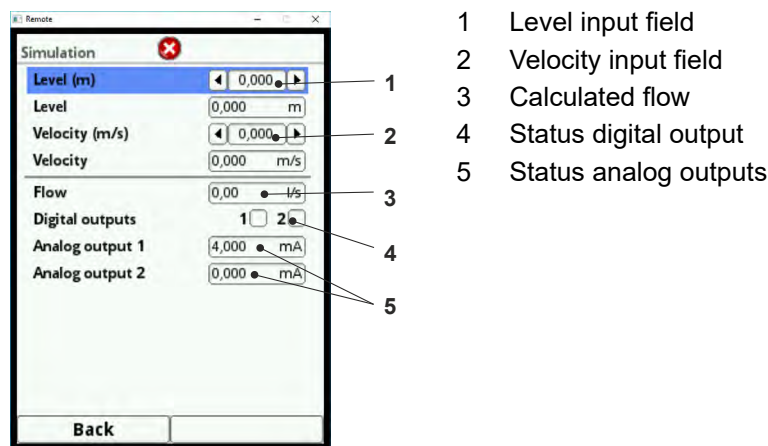 Remote
Simulation
Level (m) 0,000 1
Level 0,000 m
Velocity (m/s) 0,000 2
Velocity 0,000 m/s
Flow 0,00 l/s 3
Digital outputs 1 2 4
Analog output 1 4,000 mA
Analog output 2 0,000 mA 5
Back
1 Level input field
2 Velocity input field
3 Calculated flow
4 Status digital output
5 Status analog outputs